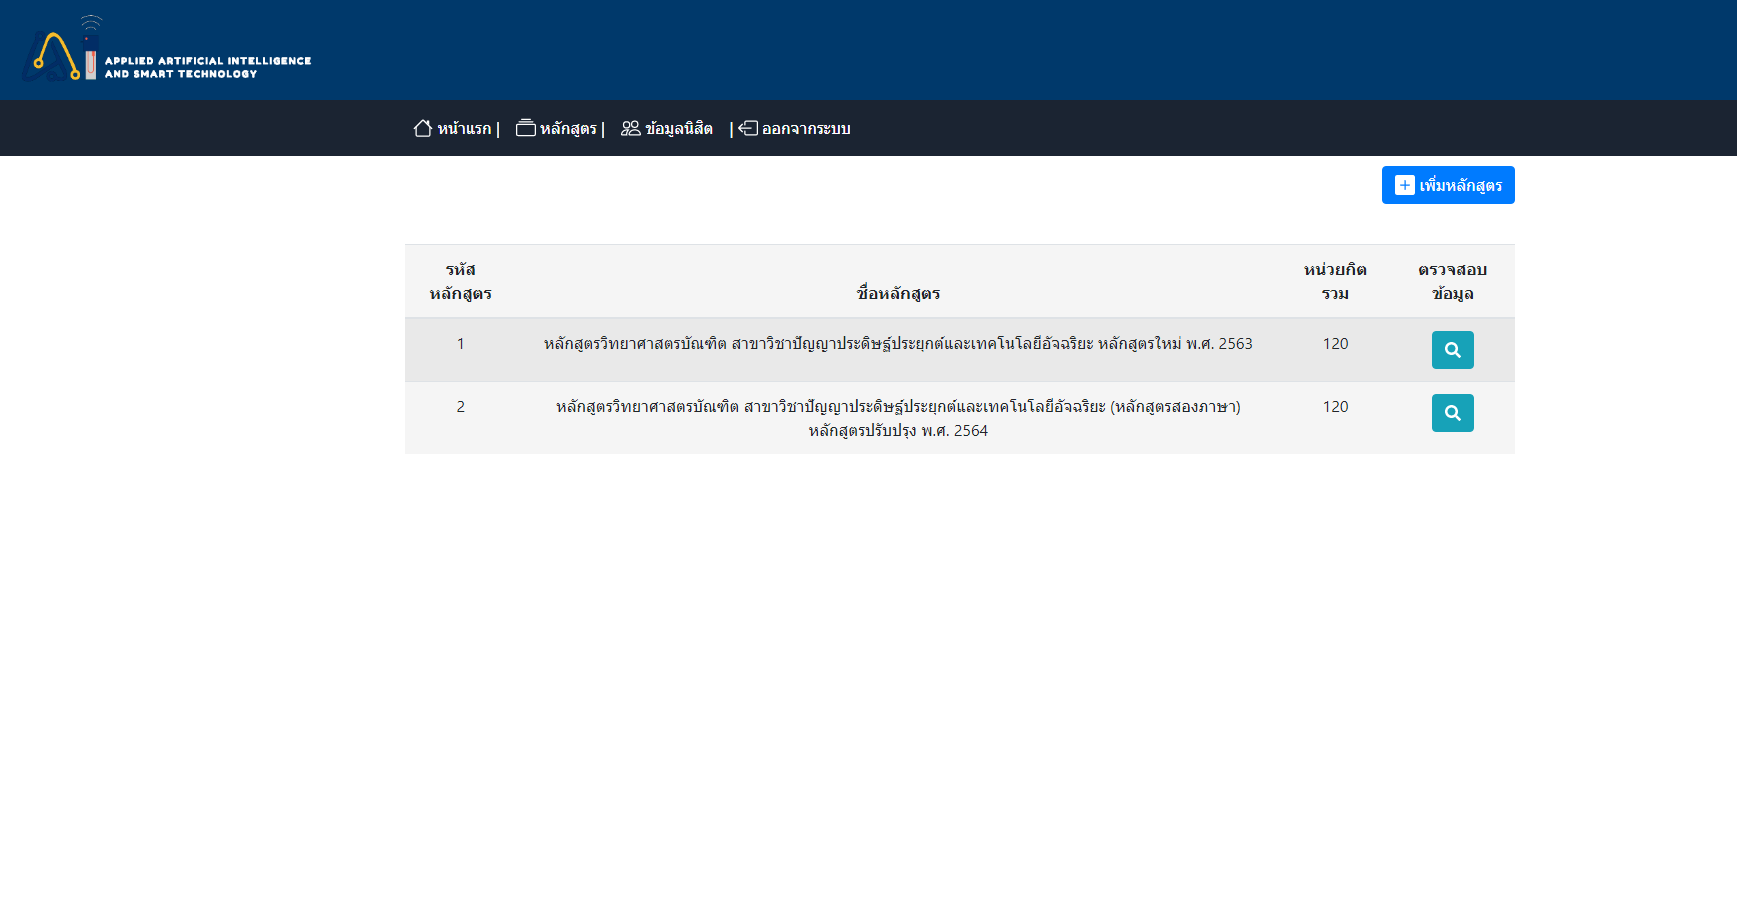 APPLIED ARTIFICIAL INTELLIGENCE
AND SMART TECHNOLOGY
หน้าแรก | หลักสูตร | ข้อมูลนิสิต | ออกจากระบบ
เพิ่มหลักสูตร
รหัส
หลักสูตร
ชื่อหลักสูตร
หน่วยกิต
รวม
ตรวจสอบ
ข้อมูล
1 หลักสูตรวิทยาศาสตรบัณฑิต สาขาวิชาปัญญาประดิษฐ์ประยุกต์และเทคโนโลยีอัจฉริยะ หลักสูตรใหม่ พ.ศ. 2563 120
2 หลักสูตรวิทยาศาสตรบัณฑิต สาขาวิชาปัญญาประดิษฐ์ประยุกต์และเทคโนโลยีอัจฉริยะ (หลักสูตรสองภาษา) 120
หลักสูตรปรับปรุง พ.ศ. 2564